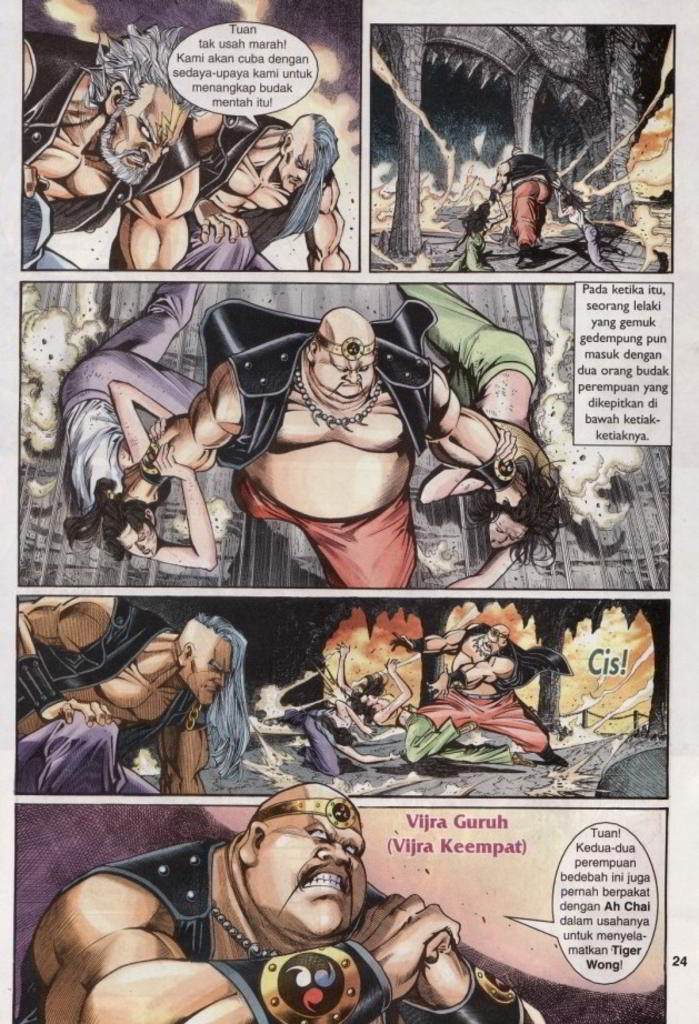 Tuan
tak usah marah!
Kami akan cuba dengan
sedaya-upaya kami untuk
menangkap budak
mentah itu!
Pada ketika itu,
seorang lelaki
yang gemuk
gedempung pun
masuk dengan
dua orang budak
perempuan yang
dikepitkan di
bawah ketiak-
ketiaknya.
Cis!
Vijra Guruh
(Vijra Keempat)
Tuan!
Kedua-dua
perempuan
bedebah ini juga
pernah berpakat
dengan Ah Chai
dalam usahanya
untuk menyela-
matkan Tiger
Wong!
24